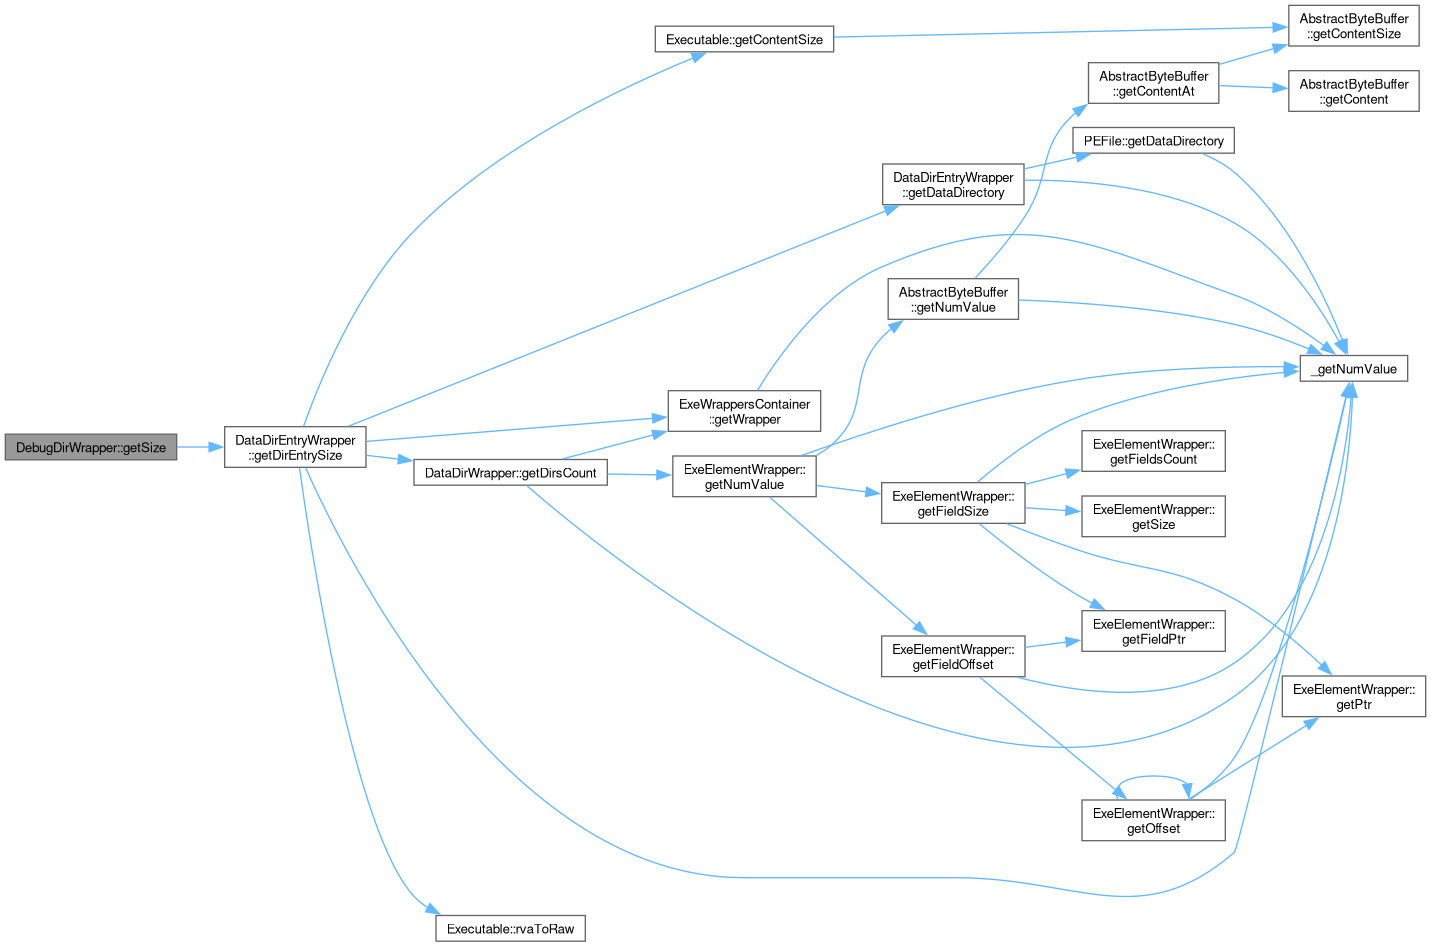 DebugDirWrapper::getSize
DataDirEntryWrapper
::getDirEntrySize
Executable::getContentSize
AbstractByteBuffer
::getContentSize
AbstractByteBuffer
::getContentAt
AbstractByteBuffer
::getContent
PEFile::getDataDirectory
DataDirEntryWrapper
::getDataDirectory
AbstractByteBuffer
::getNumValue
_getNumValue
ExeWrappersContainer
::getWrapper
DataDirWrapper::getDirsCount
ExeElementWrapper::
getNumValue
ExeElementWrapper::
getFieldSize
ExeElementWrapper::
getFieldsCount
ExeElementWrapper::
getSize
ExeElementWrapper::
getFieldPtr
ExeElementWrapper::
getFieldOffset
ExeElementWrapper::
getPtr
ExeElementWrapper::
getOffset
Executable::rvaToRaw